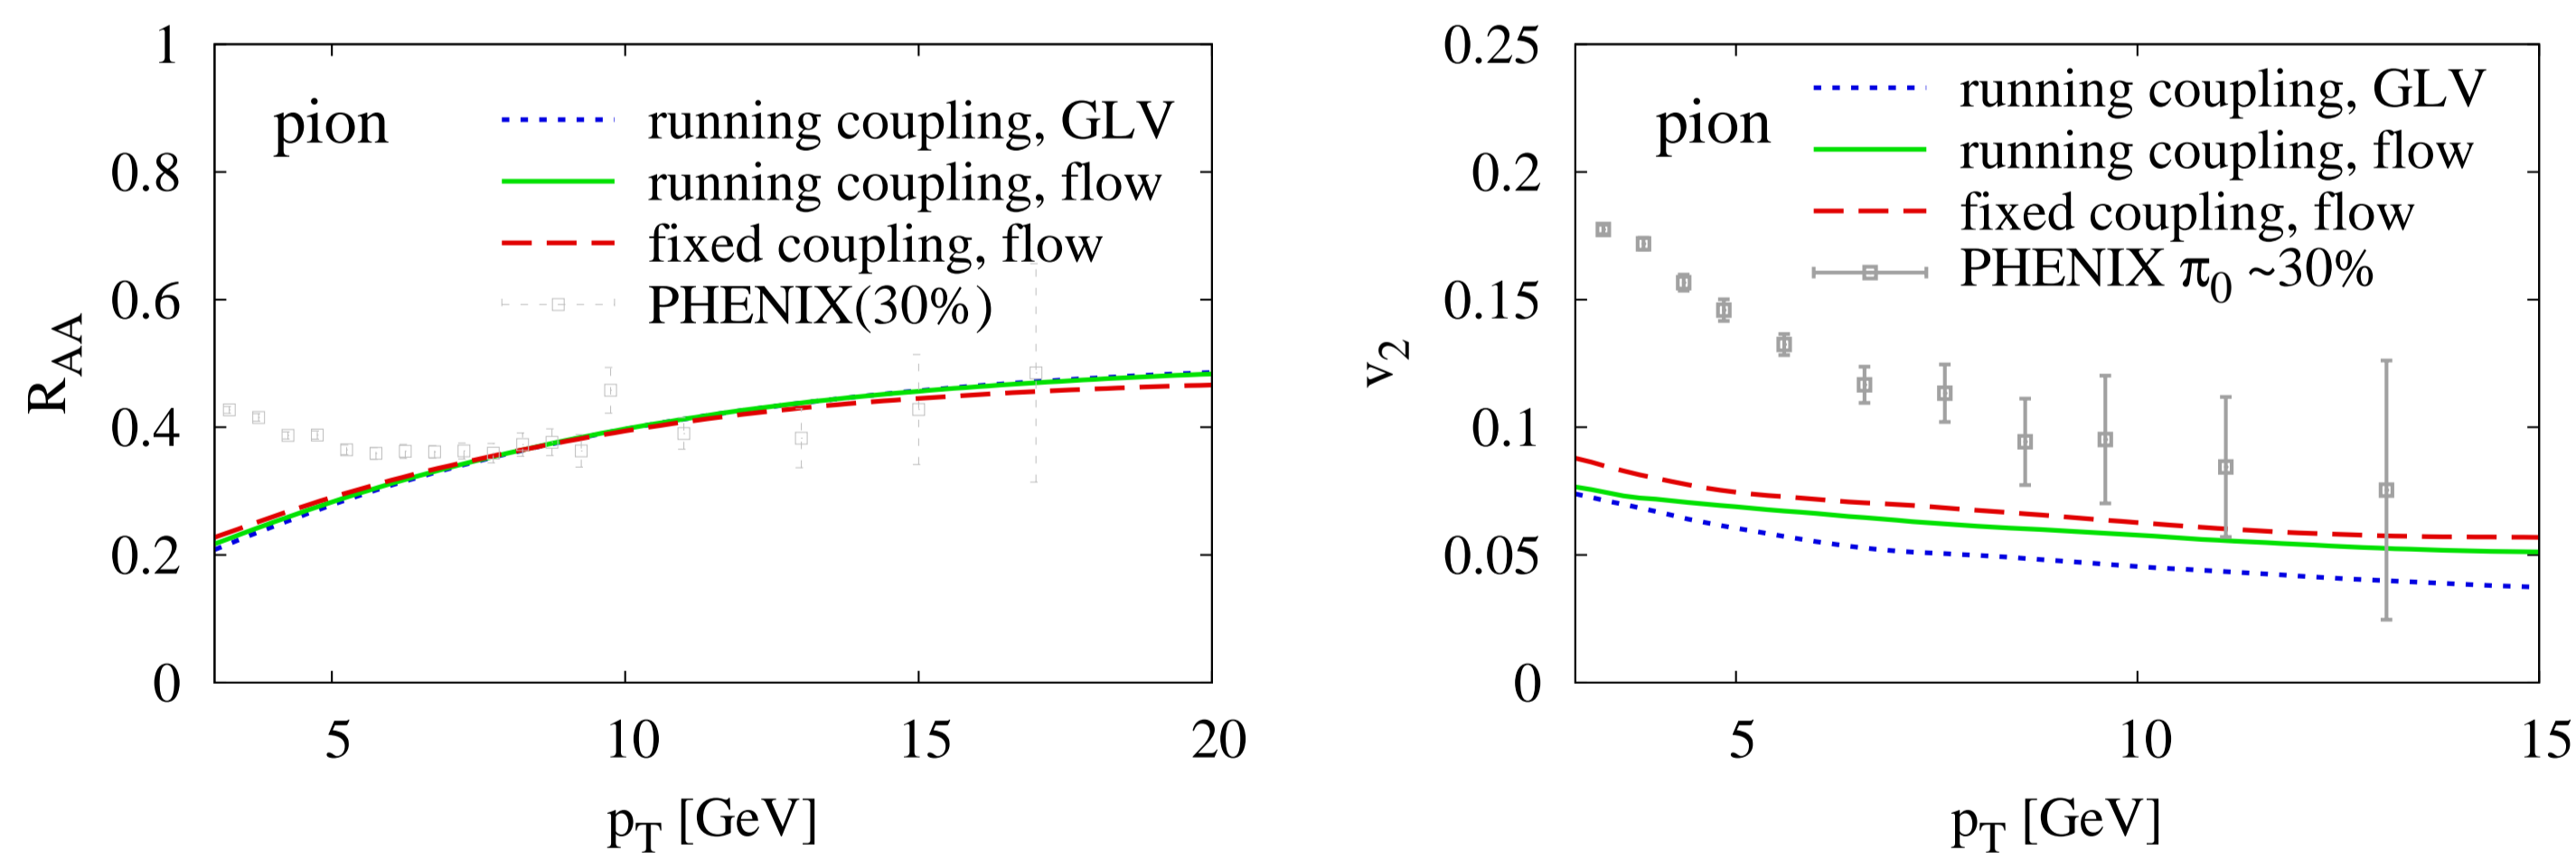 1
0.8
0.6
0.4
0.2
0
R_AA
pion
running coupling, GLV
running coupling, flow
fixed coupling, flow
PHENIX(30%)
5 10 15 20
p_T [GeV]
0.25
0.2
0.15
0.1
0.05
0
v_2
pion
running coupling, GLV
running coupling, flow
fixed coupling, flow
PHENIX π_0 ~30%
5 10 15
p_T [GeV]